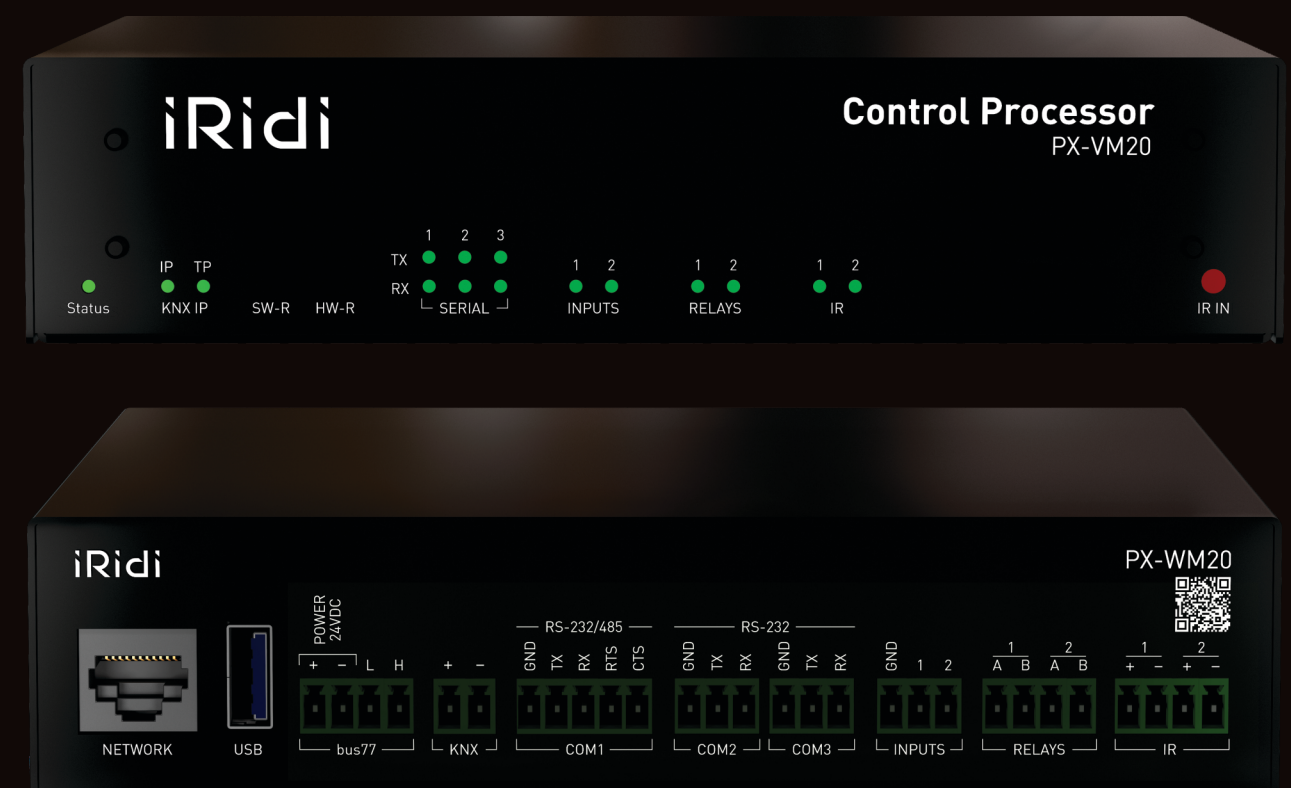 iRidi
Control Processor
PX-VM20
1 2 3
TX
RX
IP TP
1 2
1 2
1 2
Status
KNX IP
SW-R
HW-R
SERIAL
INPUTS
RELAYS
IR
IR IN
iRidi
PX-WM20
POWER
24VDC
+ − L H
+ −
RS-232/485
GND TX RX RTS CTS
RS-232
GND TX RX
GND TX RX
GND 1 2
1 2
A B A B
1 2
+ − + −
NETWORK
USB
bus77
KNX
COM1
COM2
COM3
INPUTS
RELAYS
IR